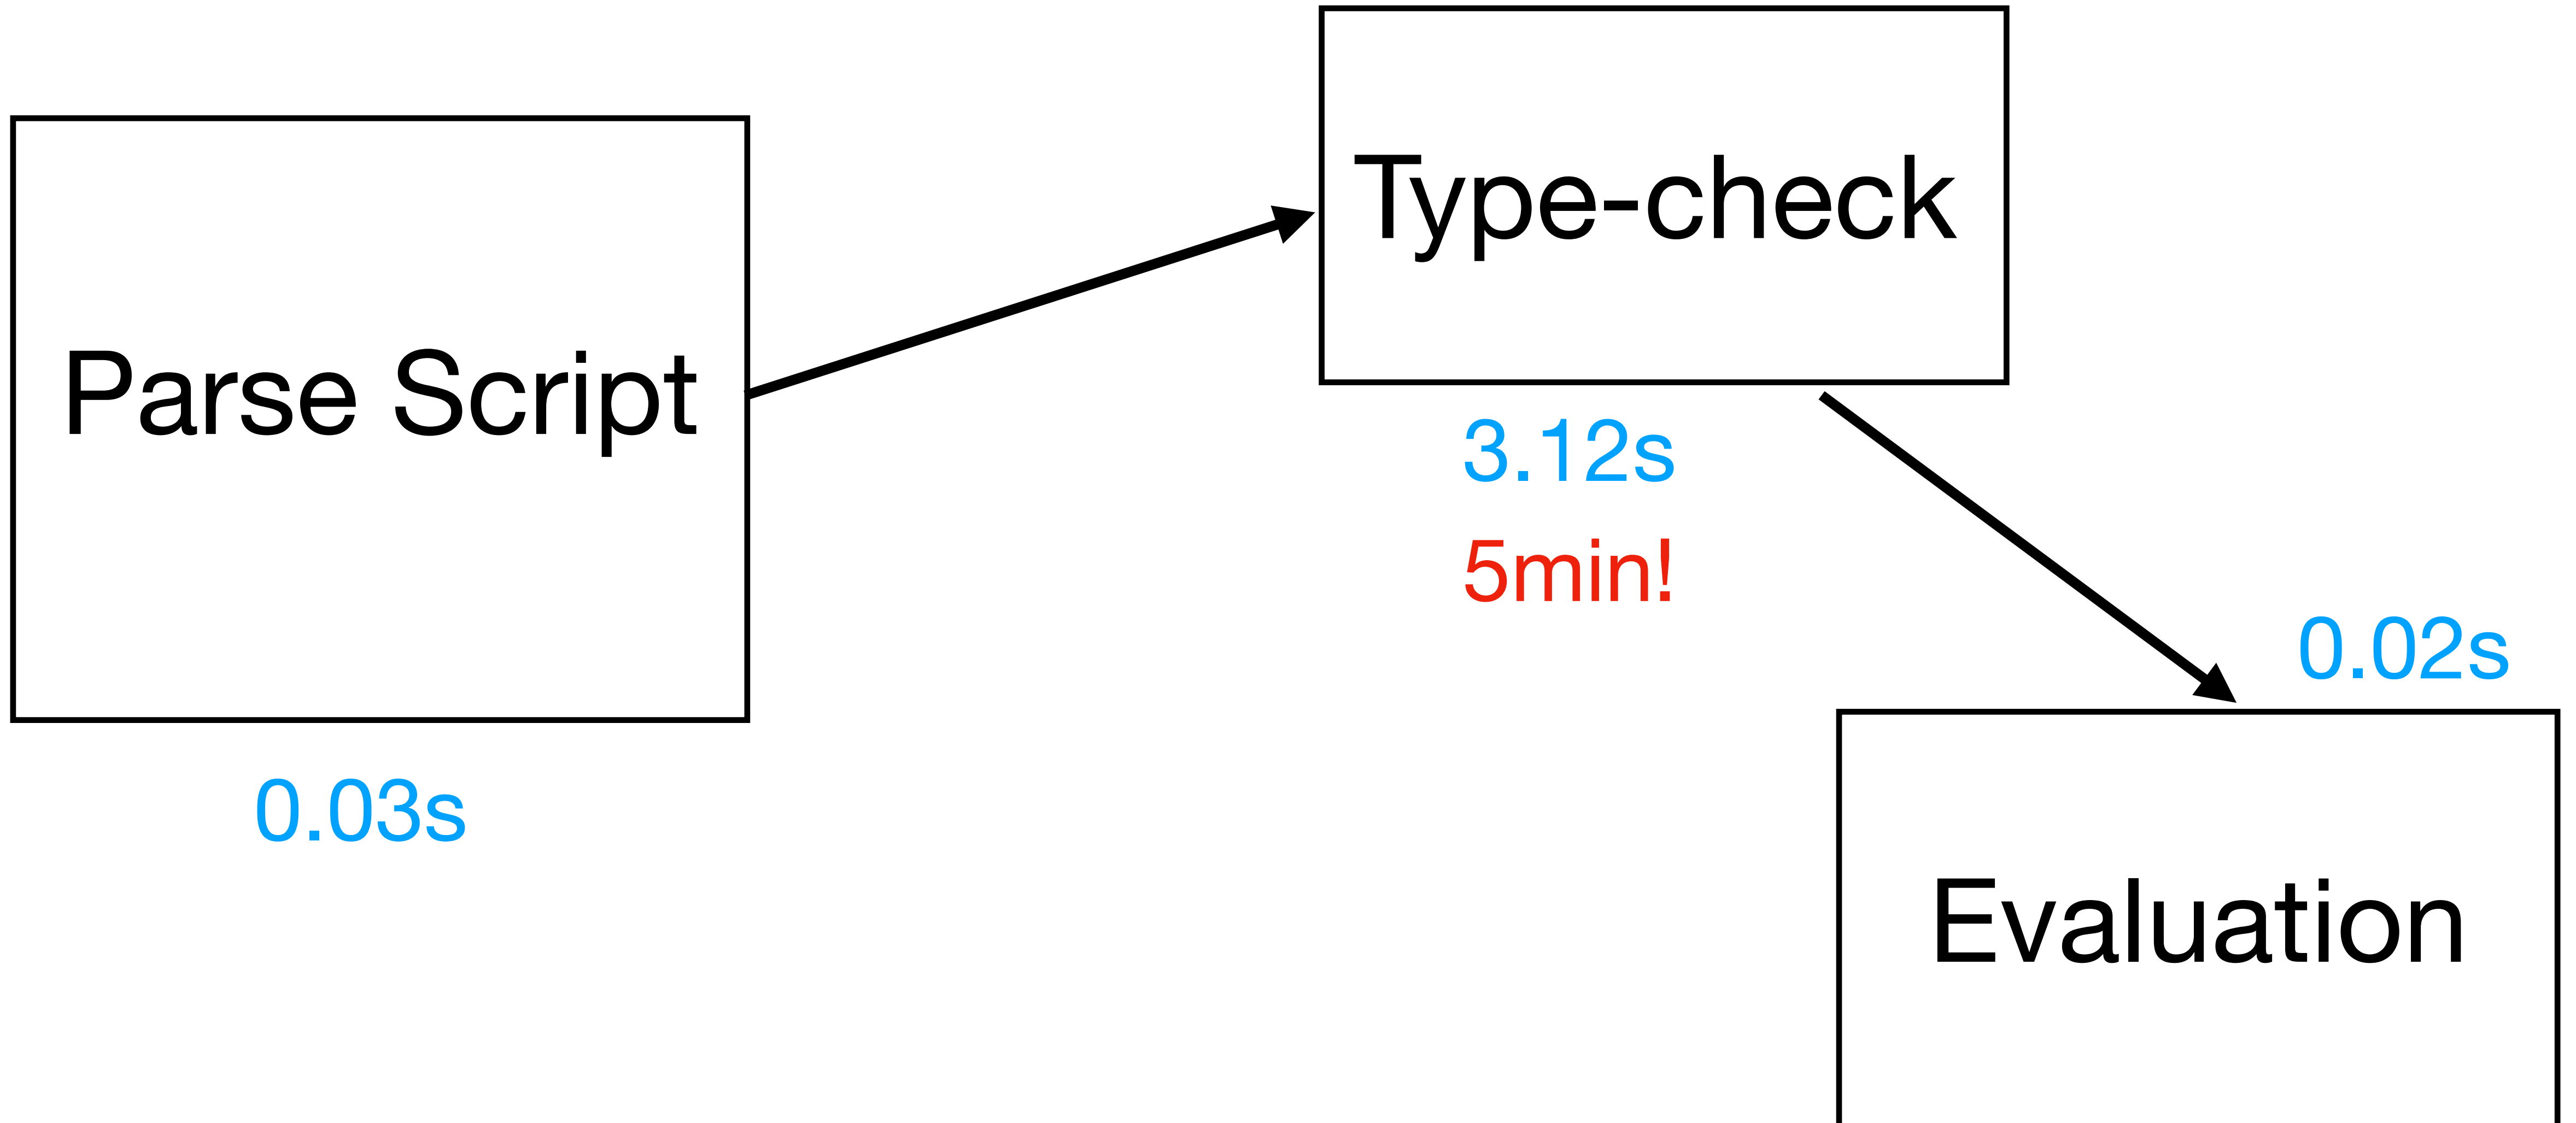 Parse Script
0.03s
Type-check
3.12s
5min!
0.02s
Evaluation